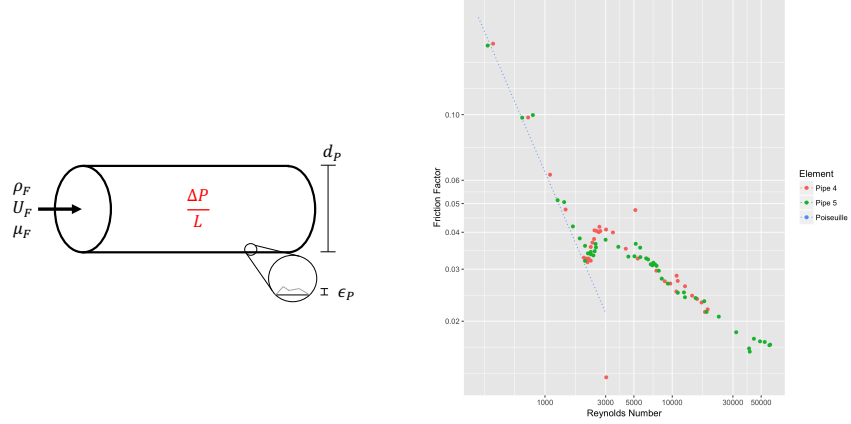 ρ_F
U_F
μ_F
ΔP
L
d_P
ϵ_P
Friction Factor
0.10
0.06
0.05
0.04
0.03
0.02
1000
3000
5000
10000
30000
50000
Reynolds Number
Element
Pipe 4
Pipe 5
Poiseuille